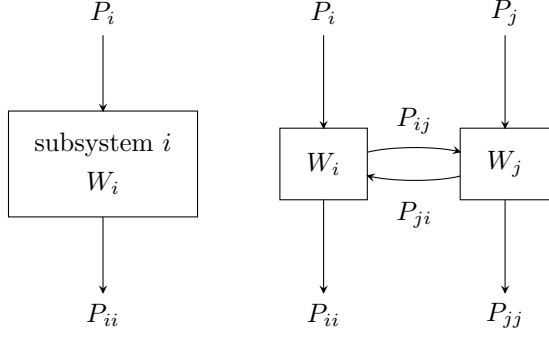 P_i
subsystem i
W_i
P_ii
P_i
P_j
P_ij
W_i
W_j
P_ji
P_ii
P_jj